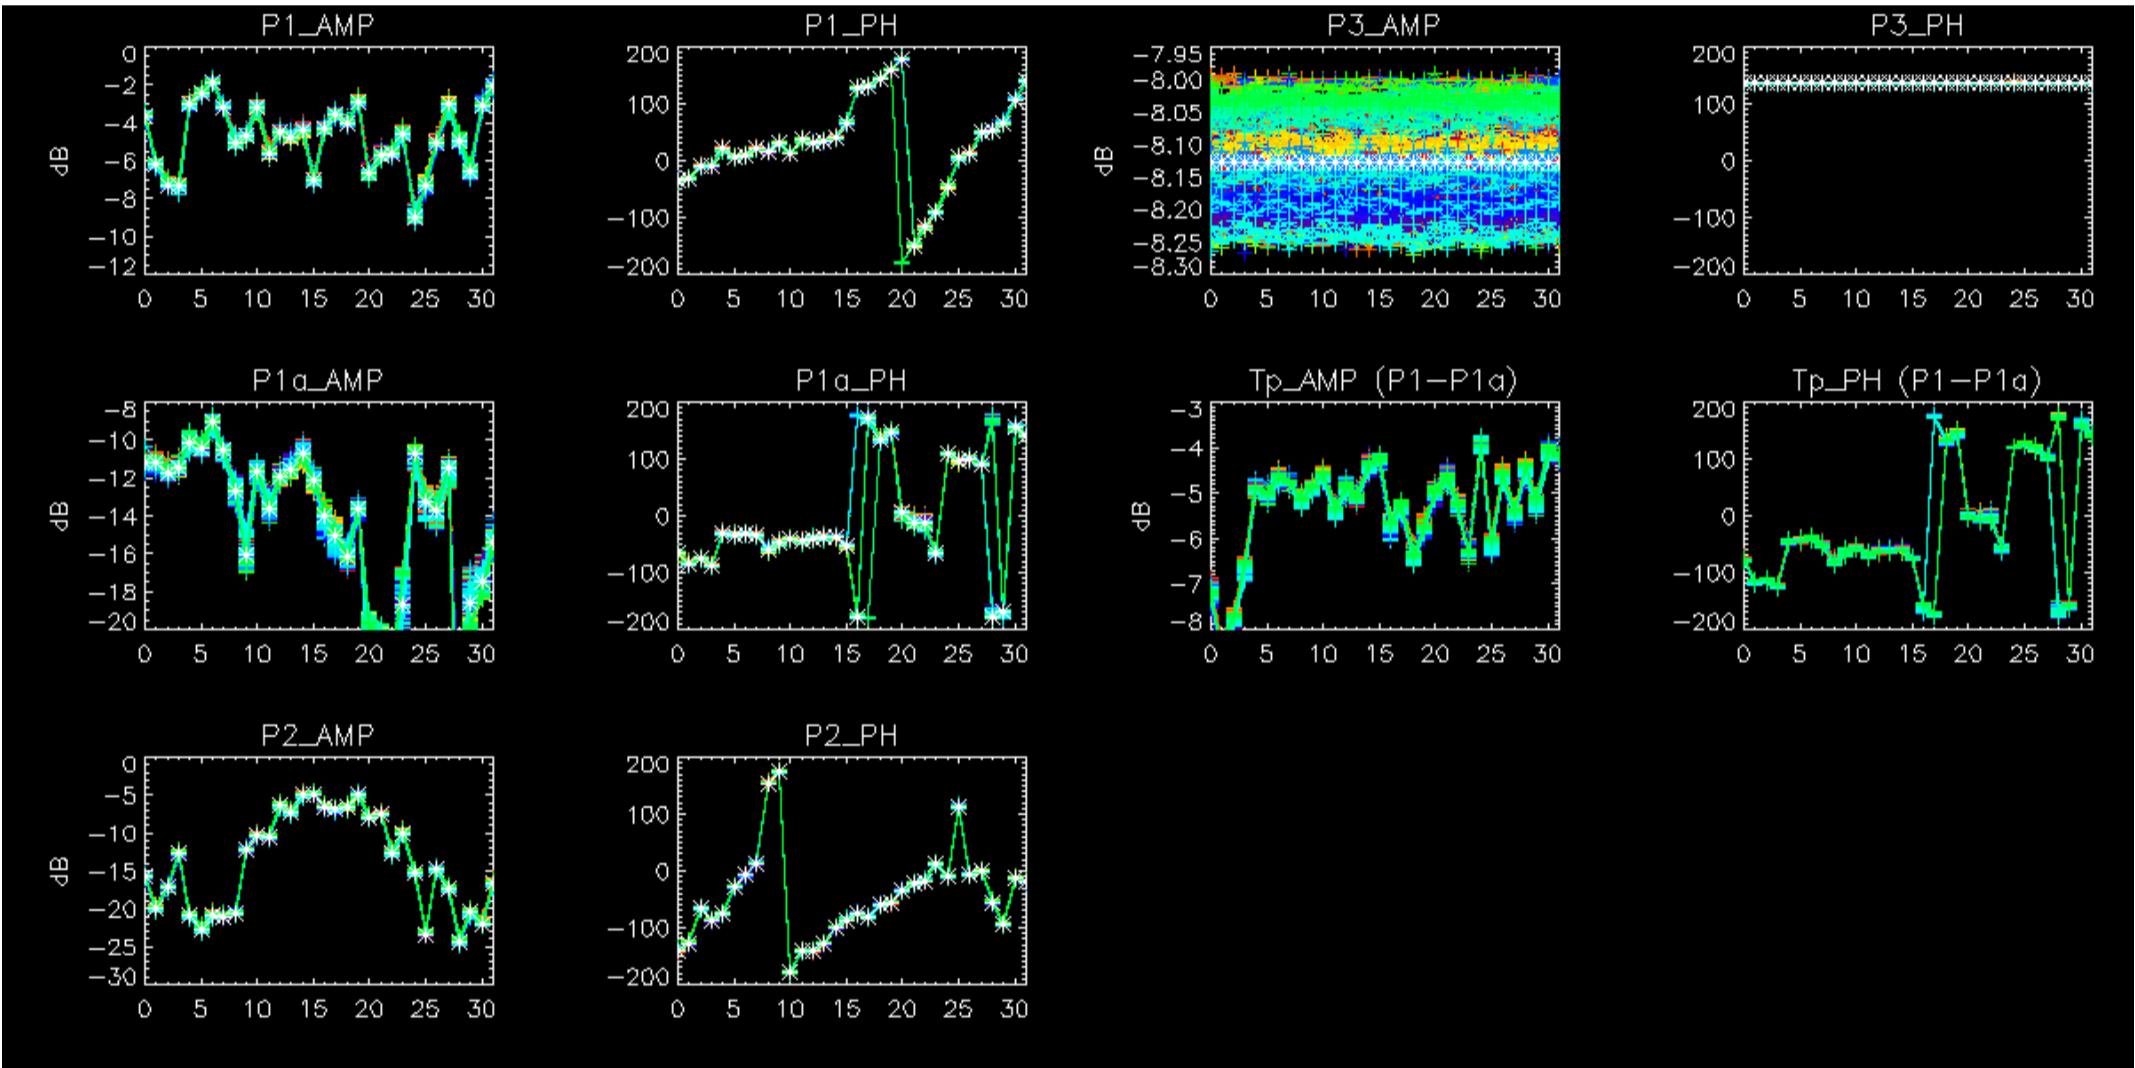 P1_AMP P1_PH P3_AMP P3_PH
0 200 −7.95 200
−2 100 −8.00 100
−4 0 −8.05 0
−6 −100 −8.10 −100
−8 −200 −8.15 −200
−10 −8.20
−12 −8.25
−8.30
dB dB
0 5 10 15 20 25 30 0 5 10 15 20 25 30 0 5 10 15 20 25 30 0 5 10 15 20 25 30
P1a_AMP P1a_PH Tp_AMP (P1−P1a) Tp_PH (P1−P1a)
−8 200 −3 200
−10 100 −4 100
−12 0 −5 0
−14 −100 −6 −100
−16 −200 −7 −200
−18 −8
−20
dB dB
0 5 10 15 20 25 30 0 5 10 15 20 25 30 0 5 10 15 20 25 30 0 5 10 15 20 25 30
P2_AMP P2_PH
0 200
−5 100
−10 0
−15 −100
−20 −200
−25
−30
dB
0 5 10 15 20 25 30 0 5 10 15 20 25 30